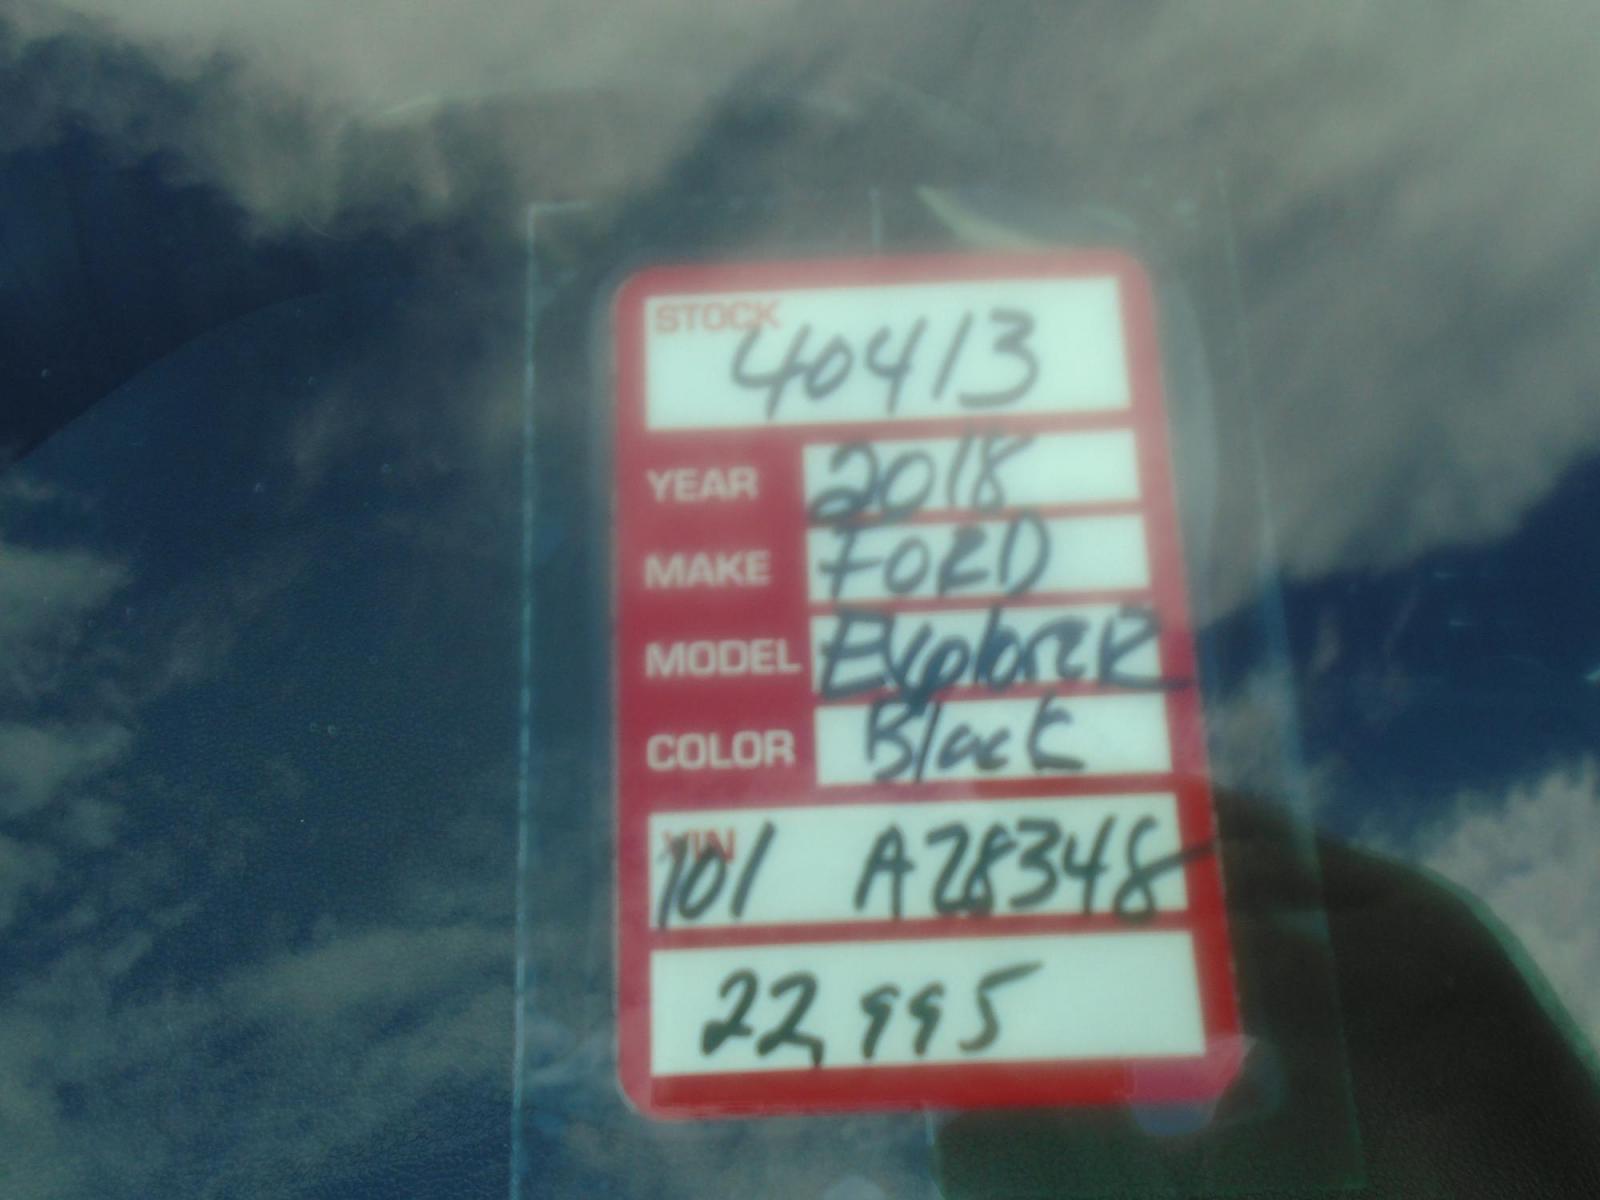 STOCK
40413
YEAR 2018
MAKE FORD
MODEL ExplorER
COLOR Black
VIN
101 A28348
22,995